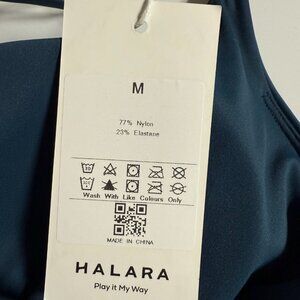 M
77% Nylon
23% Elastane
Wash With Like Colours Only
MADE IN CHINA
HALARA
Play it My Way